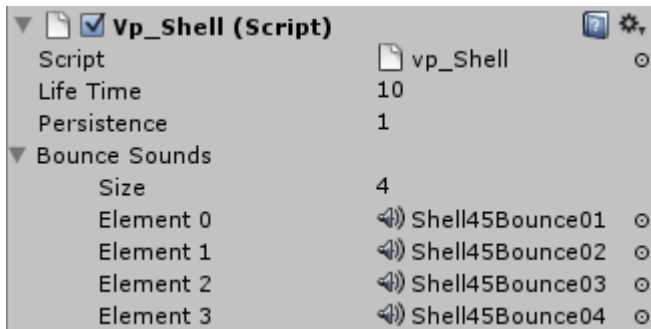 Vp_Shell (Script)
Script vp_Shell
Life Time 10
Persistence 1
Bounce Sounds
Size 4
Element 0 Shell45Bounce01
Element 1 Shell45Bounce02
Element 2 Shell45Bounce03
Element 3 Shell45Bounce04